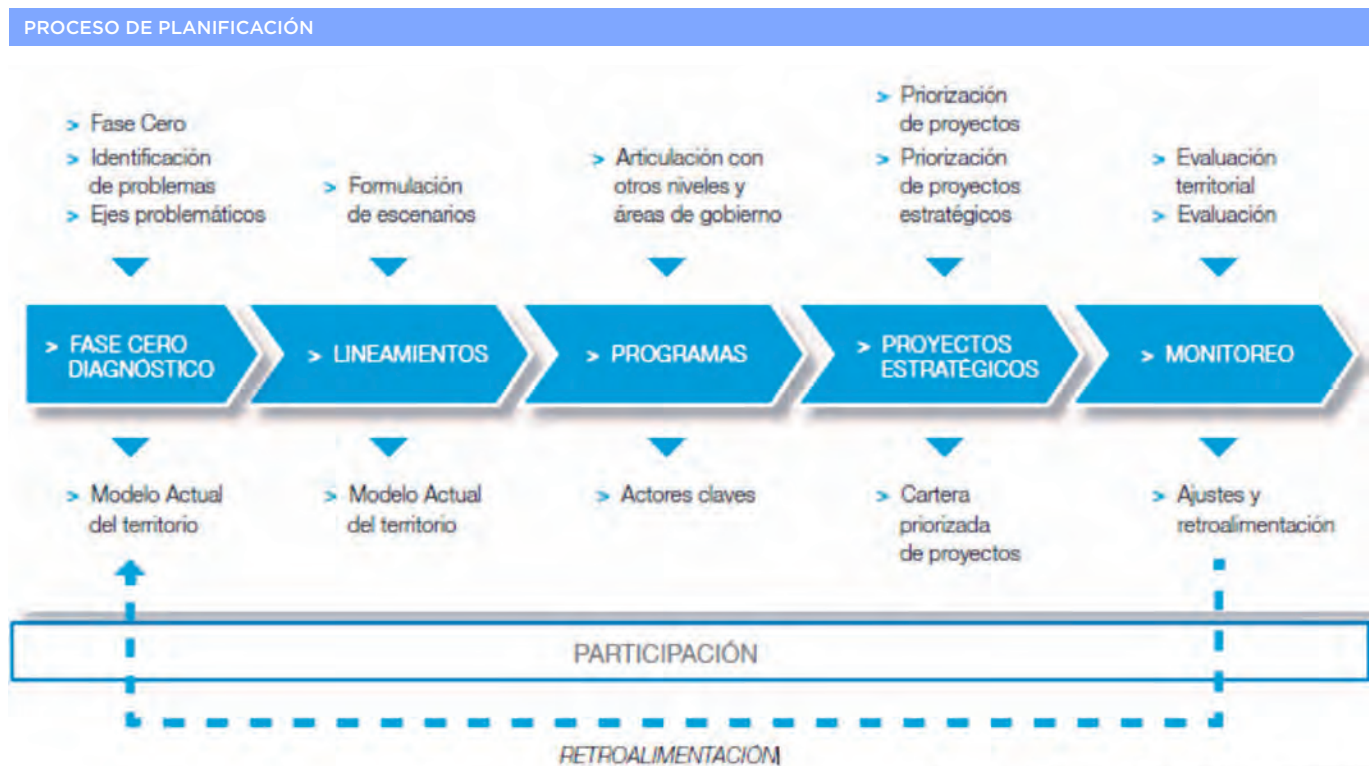 PROCESO DE PLANIFICACIÓN
> Fase Cero
> Identificación
de problemas
> Ejes problemáticos
> Formulación
de escenarios
> Articulación con
otros niveles y
áreas de gobierno
> Priorización
de proyectos
> Priorización
de proyectos
estratégicos
> Evaluación
territorial
> Evaluación
> FASE CERO
DIAGNÓSTICO
> LINEAMIENTOS
> PROGRAMAS
> PROYECTOS
ESTRATÉGICOS
> MONITOREO
> Modelo Actual
del territorio
> Modelo Actual
del territorio
> Actores claves
> Cartera
priorizada
de proyectos
> Ajustes y
retroalimentación
PARTICIPACIÓN
RETROALIMENTACIÓN